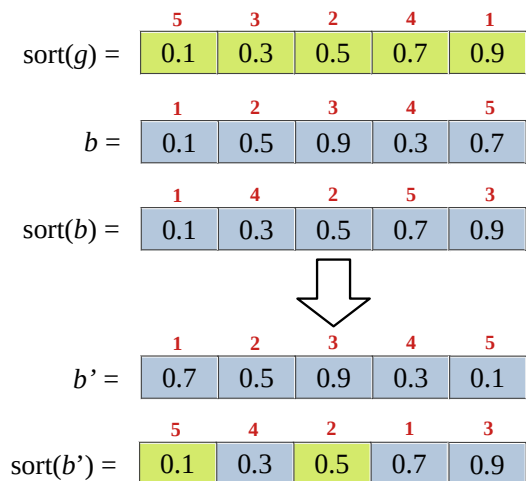 5 3 2 4 1
sort(g) = 0.1 0.3 0.5 0.7 0.9
1 2 3 4 5
b = 0.1 0.5 0.9 0.3 0.7
1 4 2 5 3
sort(b) = 0.1 0.3 0.5 0.7 0.9
1 2 3 4 5
b’ = 0.7 0.5 0.9 0.3 0.1
5 4 2 1 3
sort(b’) = 0.1 0.3 0.5 0.7 0.9